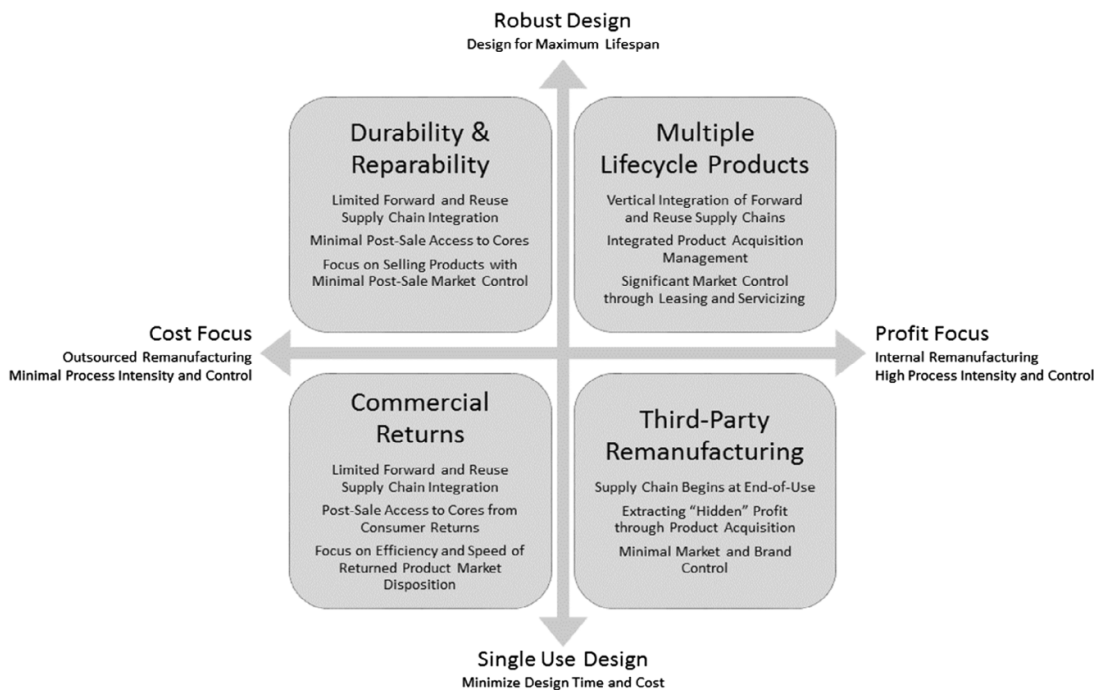 Robust Design
Design for Maximum Lifespan
Durability &
Reparability
Limited Forward and Reuse
Supply Chain Integration
Minimal Post-Sale Access to Cores
Focus on Selling Products with
Minimal Post-Sale Market Control
Multiple
Lifecycle Products
Vertical Integration of Forward
and Reuse Supply Chains
Integrated Product Acquisition
Management
Significant Market Control
through Leasing and Servicizing
Cost Focus
Outsourced Remanufacturing
Minimal Process Intensity and Control
Profit Focus
Internal Remanufacturing
High Process Intensity and Control
Commercial
Returns
Limited Forward and Reuse
Supply Chain Integration
Post-Sale Access to Cores from
Consumer Returns
Focus on Efficiency and Speed of
Returned Product Market
Disposition
Third-Party
Remanufacturing
Supply Chain Begins at End-of-Use
Extracting “Hidden” Profit
through Product Acquisition
Minimal Market and Brand
Control
Single Use Design
Minimize Design Time and Cost